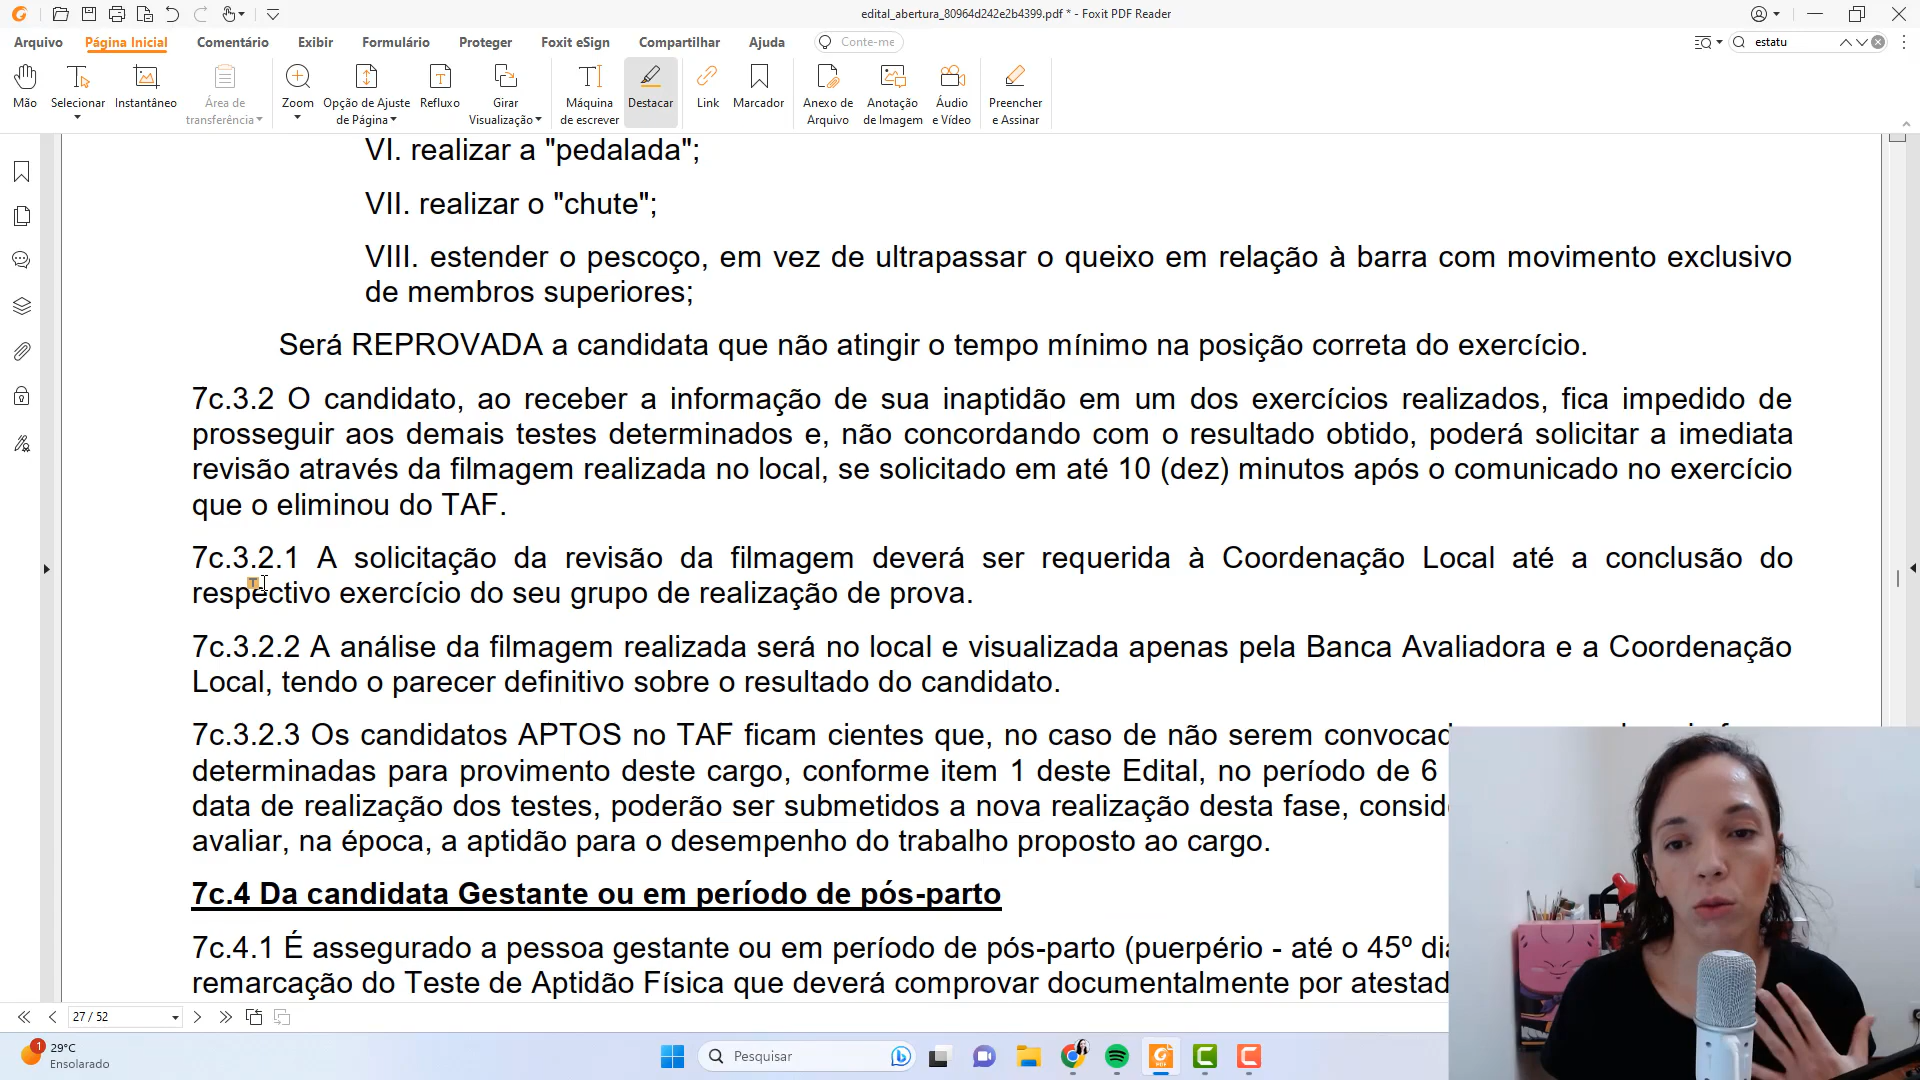 edital_abertura_80964d242e2b4399.pdf * - Foxit PDF Reader
Arquivo Página Inicial Comentário Exibir Formulário Proteger Foxit eSign Compartilhar Ajuda Conte-me
estatu
Mão Selecionar Instantâneo Área de transferência Zoom Opção de Ajuste de Página Refluxo Girar Visualização Máquina de escrever Destacar Link Marcador Anexo de Arquivo Anotação de Imagem Áudio e Vídeo Preencher e Assinar
VI. realizar a "pedalada";
VII. realizar o "chute";
VIII. estender o pescoço, em vez de ultrapassar o queixo em relação à barra com movimento exclusivo
de membros superiores;
Será REPROVADA a candidata que não atingir o tempo mínimo na posição correta do exercício.
7c.3.2 O candidato, ao receber a informação de sua inaptidão em um dos exercícios realizados, fica impedido de
prosseguir aos demais testes determinados e, não concordando com o resultado obtido, poderá solicitar a imediata
revisão através da filmagem realizada no local, se solicitado em até 10 (dez) minutos após o comunicado no exercício
que o eliminou do TAF.
7c.3.2.1 A solicitação da revisão da filmagem deverá ser requerida à Coordenação Local até a conclusão do
respectivo exercício do seu grupo de realização de prova.
7c.3.2.2 A análise da filmagem realizada será no local e visualizada apenas pela Banca Avaliadora e a Coordenação
Local, tendo o parecer definitivo sobre o resultado do candidato.
7c.3.2.3 Os candidatos APTOS no TAF ficam cientes que, no caso de não serem convocad
determinadas para provimento deste cargo, conforme item 1 deste Edital, no período de 6
data de realização dos testes, poderão ser submetidos a nova realização desta fase, consid
avaliar, na época, a aptidão para o desempenho do trabalho proposto ao cargo.
7c.4 Da candidata Gestante ou em período de pós-parto
7c.4.1 É assegurado a pessoa gestante ou em período de pós-parto (puerpério - até o 45º di
remarcação do Teste de Aptidão Física que deverá comprovar documentalmente por atestad
27 / 52
1
29°C
Ensolarado
Pesquisar